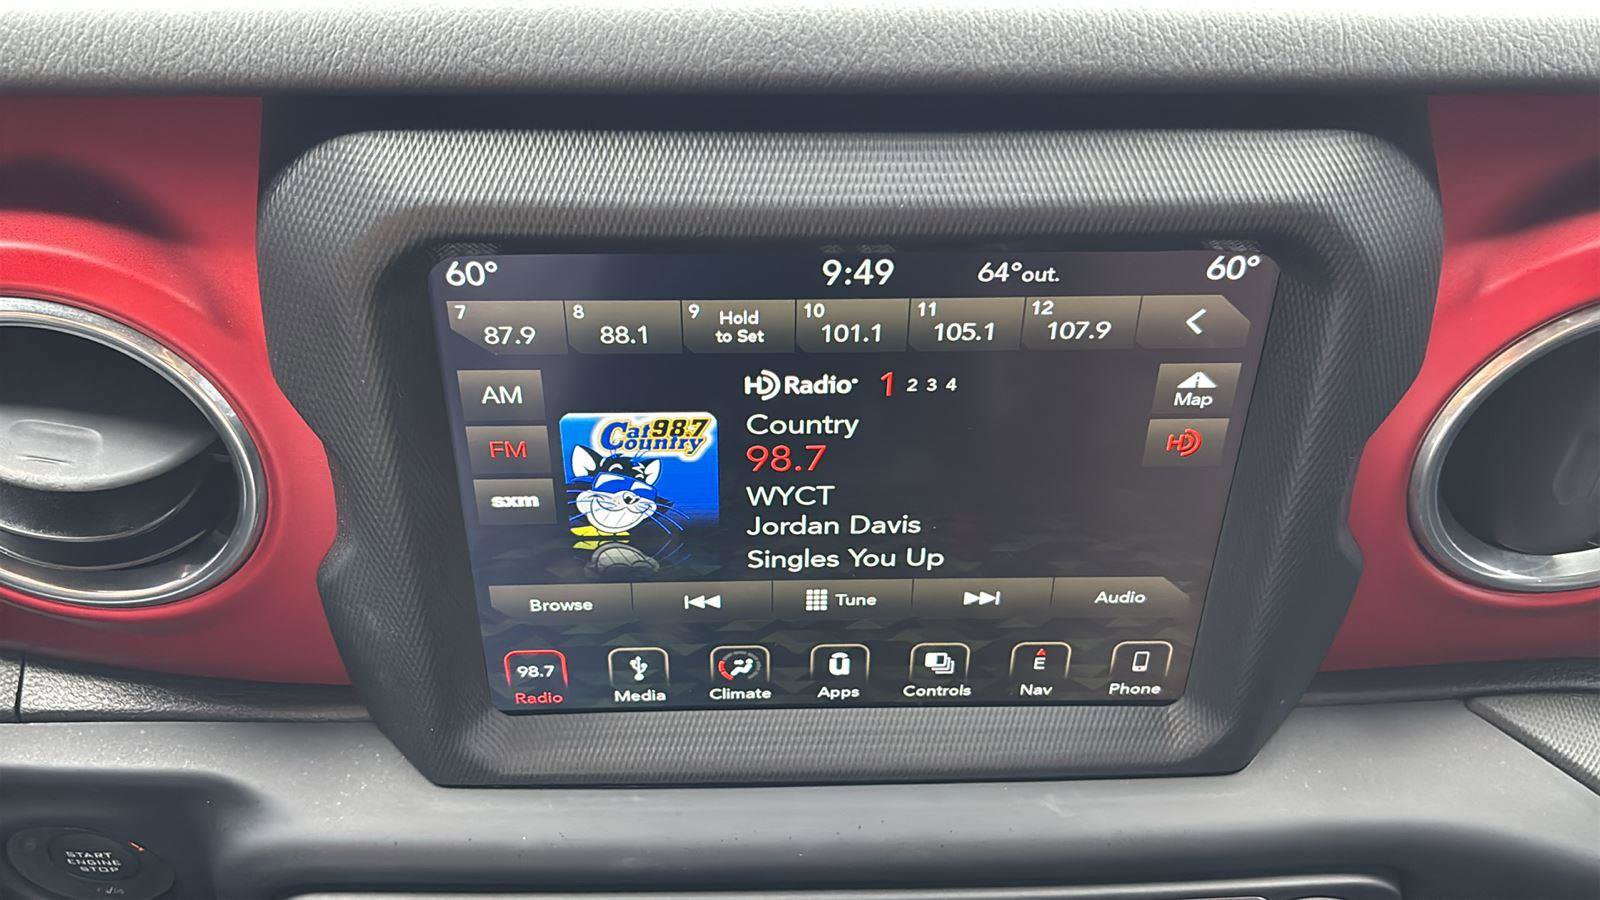 60° 9:49 64°out. 60°
7 87.9 8 88.1 9 Hold to Set 10 101.1 11 105.1 12 107.9 <
AM
HD Radio 1 2 3 4
Map
Cat 98.7
Country
Country
FM
98.7
HD
sxm
WYCT
Jordan Davis
Singles You Up
Browse Tune Audio
98.7 E
Radio Media Climate Apps Controls Nav Phone
START
ENGINE
STOP